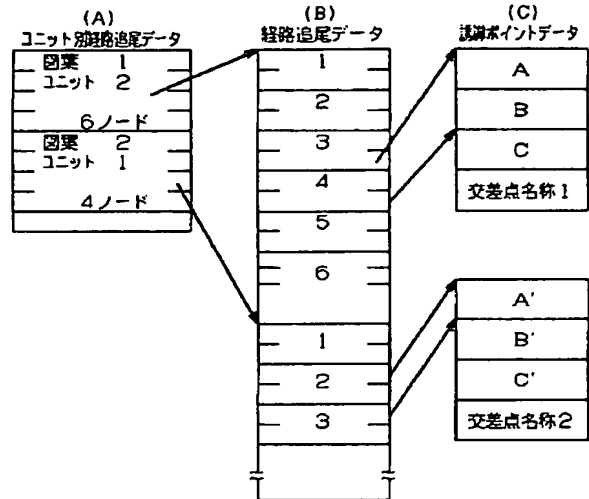 (A)
ユニット別経路追尾データ
図葉 1
ユニット 2
6ノード
図葉 2
ユニット 1
4ノード
(B)
経路追尾データ
1
2
3
4
5
6
1
2
3
(C)
誘導ポイントデータ
A
B
C
交差点名称1
A'
B'
C'
交差点名称2